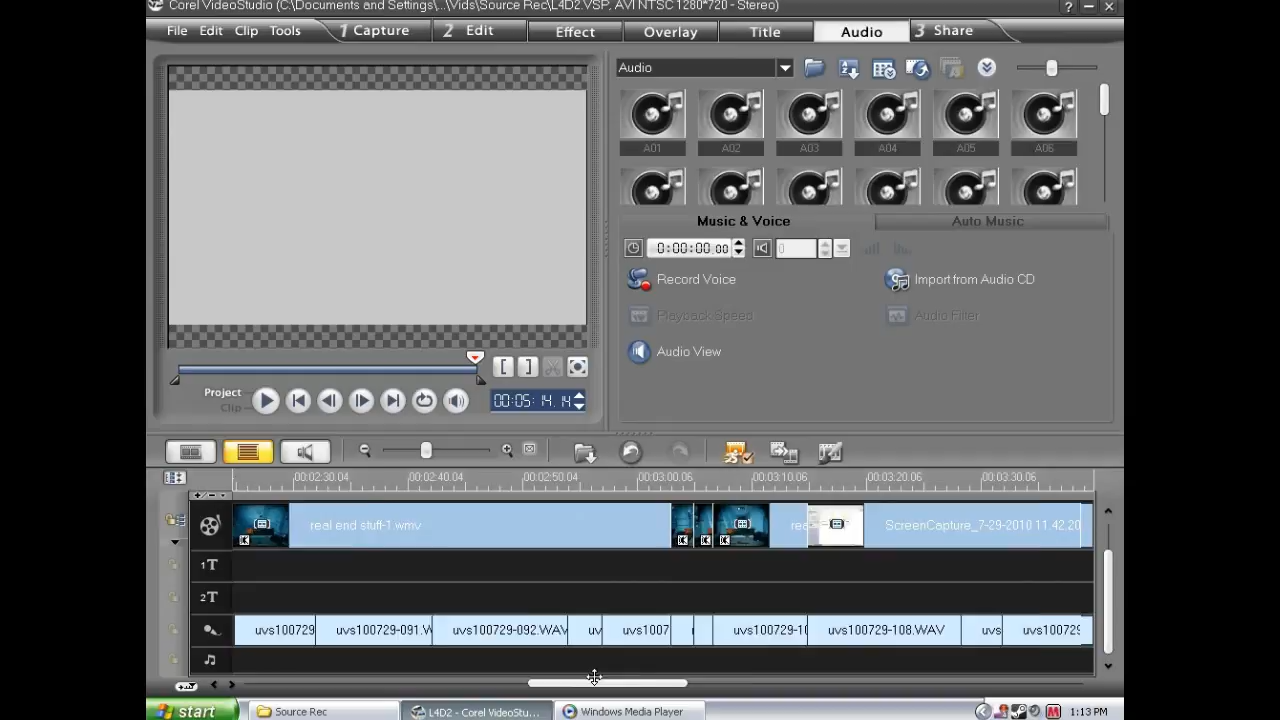 Corel VideoStudio (C:\Documents and Settings\...\Vids\Source Rec\L4D2.VSP, AVI NTSC 1280*720 - Stereo)
File Edit Clip Tools 1 Capture 2 Edit Effect Overlay Title Audio 3 Share
Audio
A01 A02 A03 A04 A05 A06
Music & Voice Auto Music
0:00:00.00 0
Record Voice Import from Audio CD
Playback Speed Audio Filter
Audio View
Project
Clip
00:05:14.14
00:02:30.04 00:02:40.04 00:02:50.04 00:03:00.06 00:03:10.06 00:03:20.06 00:03:30.06
real end stuff-1.wmv rea ScreenCapture_7-29-2010 11.42.20
1T
2T
uvs100729 uvs100729-091.W uvs100729-092.WAV uv uvs1007 uvs100729-10 uvs100729-108.WAV uvs uvs100729
start Source Rec L4D2 - Corel VideoStu... Windows Media Player 1:13 PM